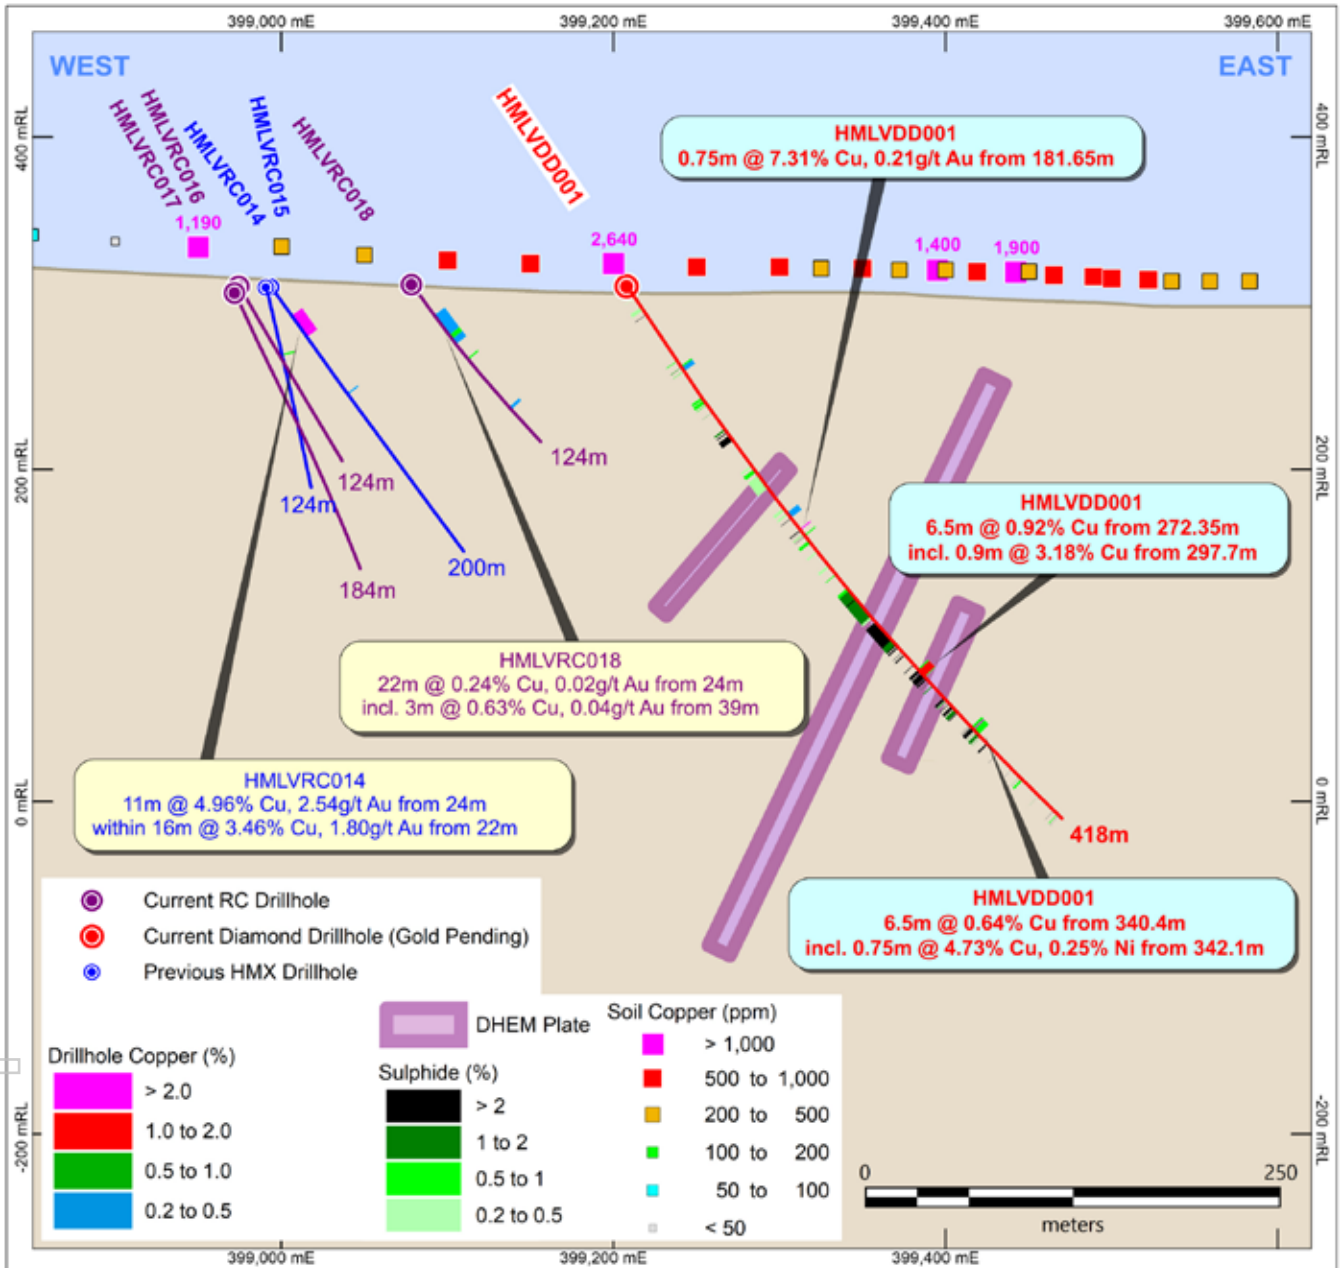 399,000 mE 399,200 mE 399,400 mE 399,600 mE
WEST EAST
400 mRL
400 mRL
HMLVRC017
HMLVRC016
HMLVRC014
HMLVRC015
HMLVRC018
HMLVDD001
HMLVDD001
0.75m @ 7.31% Cu, 0.21g/t Au from 181.65m
1,190
2,640
1,400
1,900
200 mRL
200 mRL
124m
124m
124m
184m
200m
HMLVDD001
6.5m @ 0.92% Cu from 272.35m
incl. 0.9m @ 3.18% Cu from 297.7m
HMLVRC018
22m @ 0.24% Cu, 0.02g/t Au from 24m
incl. 3m @ 0.63% Cu, 0.04g/t Au from 39m
HMLVRC014
11m @ 4.96% Cu, 2.54g/t Au from 24m
within 16m @ 3.46% Cu, 1.80g/t Au from 22m
0 mRL
0 mRL
418m
HMLVDD001
6.5m @ 0.64% Cu from 340.4m
incl. 0.75m @ 4.73% Cu, 0.25% Ni from 342.1m
Current RC Drillhole
Current Diamond Drillhole (Gold Pending)
Previous HMX Drillhole
Drillhole Copper (%)
> 2.0
1.0 to 2.0
0.5 to 1.0
0.2 to 0.5
DHEM Plate
Sulphide (%)
> 2
1 to 2
0.5 to 1
0.2 to 0.5
Soil Copper (ppm)
> 1,000
500 to 1,000
200 to 500
100 to 200
50 to 100
< 50
0 250
meters
-200 mRL
-200 mRL
399,000 mE 399,200 mE 399,400 mE